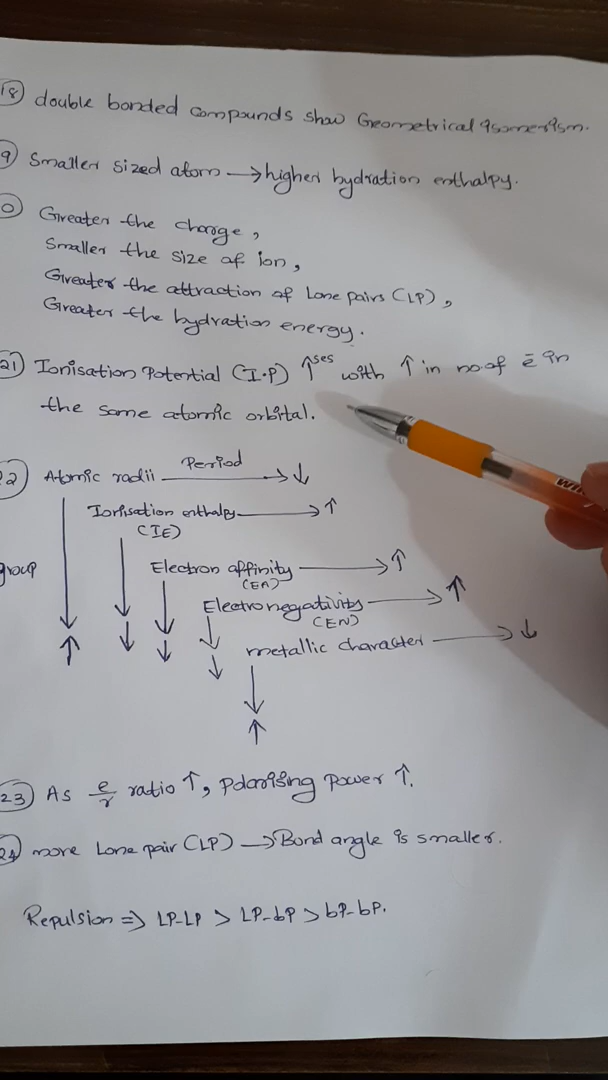 18 double bonded compounds show Geometrical isomerism.
9 Smaller sized atom → higher hydration enthalpy.
0 Greater the charge,
Smaller the size of ion,
Greater the attraction of Lone pairs (LP),
Greater the hydration energy.
21 Ionisation Potential (I.P) ↑ses with ↑ in no of ē in
the same atomic orbital.
22 Atomic radii Period → ↓
Ionisation enthalpy → ↑
(IE)
group
Electron affinity → ↑
(EA)
Electronegativity → ↑
(EN)
metallic character → ↓
↑ ↓ ↓ ↓
↑
23 As e/r ratio ↑, Polarising Power ↑.
24 more Lone pair (LP) → Bond angle is smaller.
Repulsion ⇒ LP-LP > LP-bP > bP-bP.